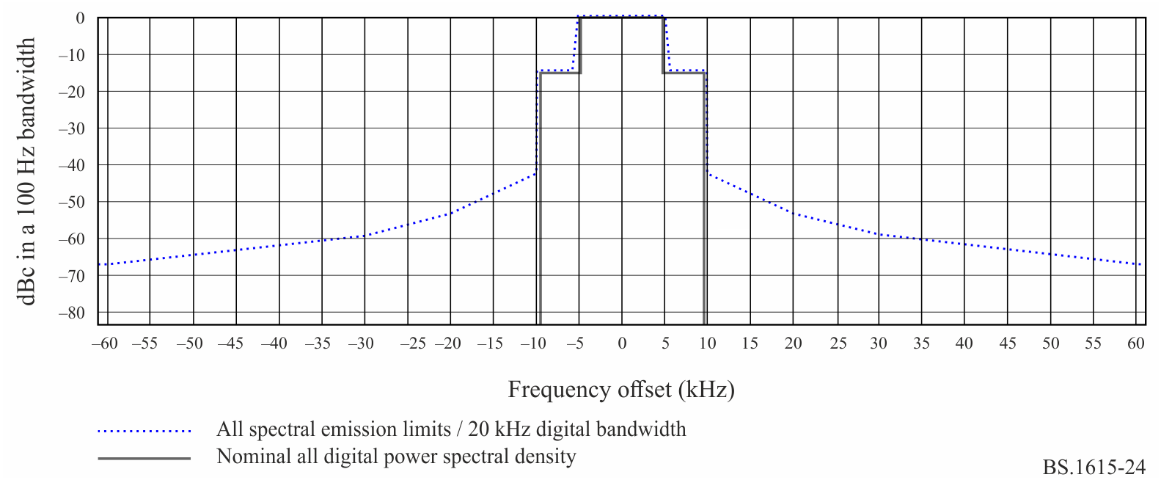 dBc in a 100 Hz bandwidth
0
–10
–20
–30
–40
–50
–60
–70
–80
–60 –55 –50 –45 –40 –35 –30 –25 –20 –15 –10 –5 0 5 10 15 20 25 30 35 40 45 50 55 60
Frequency offset (kHz)
All spectral emission limits / 20 kHz digital bandwidth
Nominal all digital power spectral density
BS.1615-24